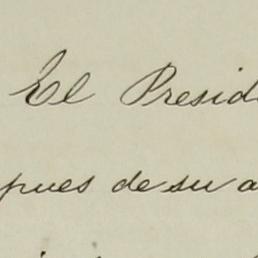 El Presid
pues de su a